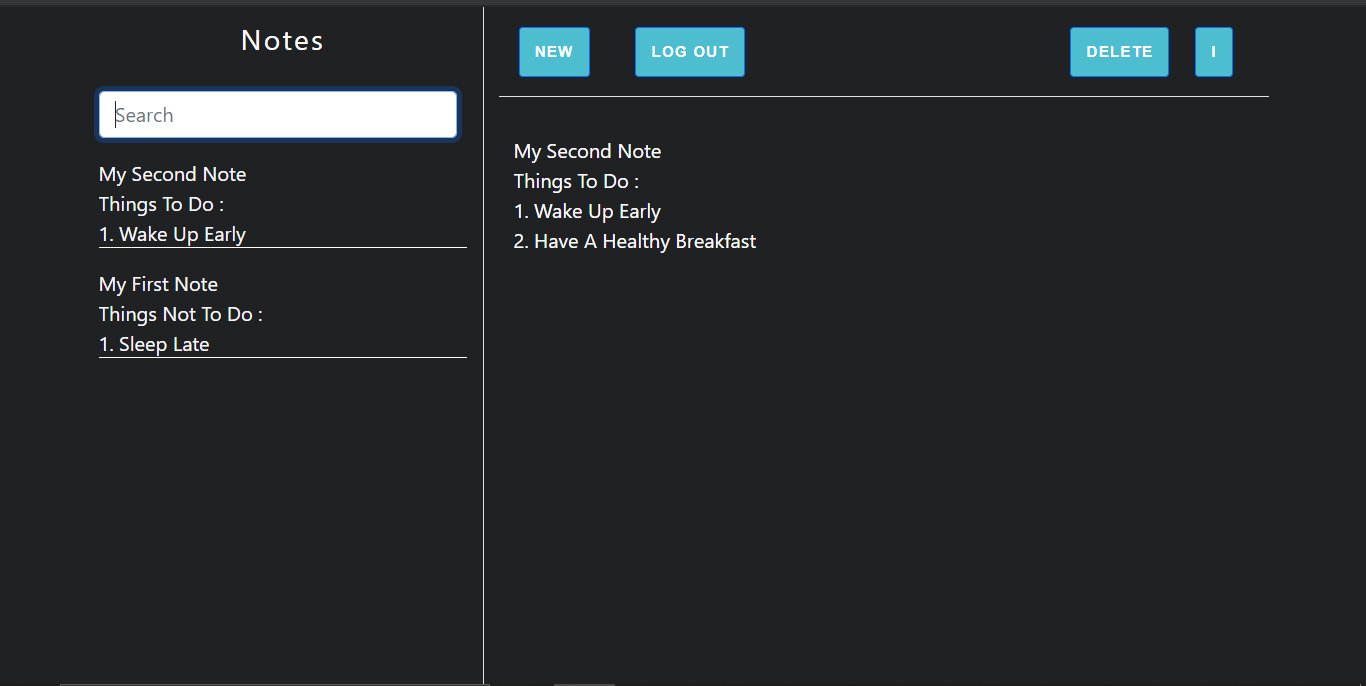 Notes
Search
My Second Note
Things To Do :
1. Wake Up Early
My First Note
Things Not To Do :
1. Sleep Late
NEW
LOG OUT
DELETE
I
My Second Note
Things To Do :
1. Wake Up Early
2. Have A Healthy Breakfast